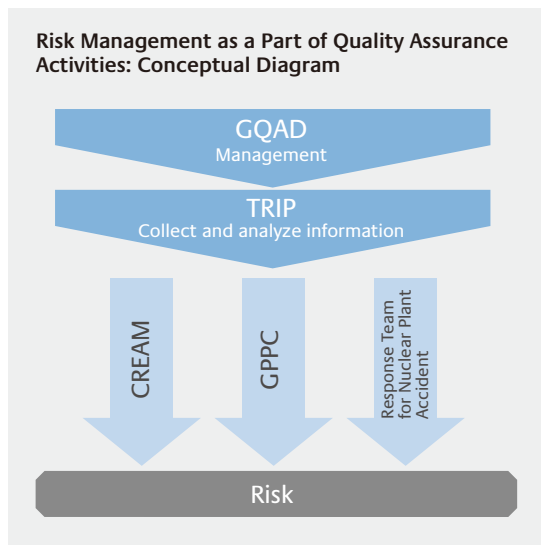 Risk Management as a Part of Quality Assurance
Activities: Conceptual Diagram
GQAD
Management
TRIP
Collect and analyze information
CREAM
GPPC
Response Team
for Nuclear Plant
Accident
Risk